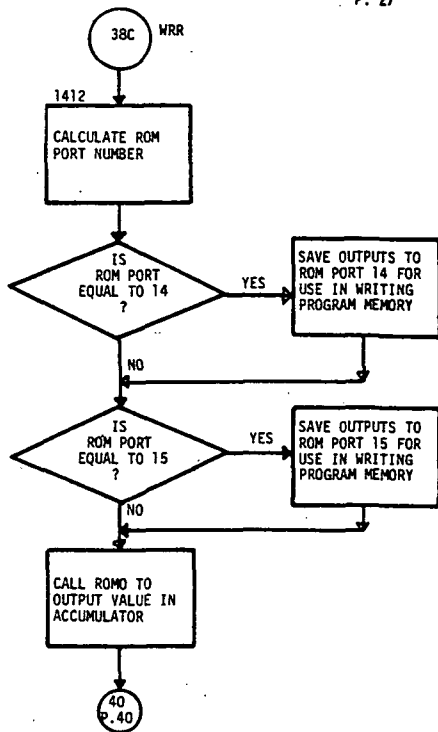 P. 27
38C
WRR
1412
CALCULATE ROM
PORT NUMBER
IS
ROM PORT
EQUAL TO 14
?
YES
SAVE OUTPUTS TO
ROM PORT 14 FOR
USE IN WRITING
PROGRAM MEMORY
NO
IS
ROM PORT
EQUAL TO 15
?
YES
SAVE OUTPUTS TO
ROM PORT 15 FOR
USE IN WRITING
PROGRAM MEMORY
NO
CALL ROMO TO
OUTPUT VALUE IN
ACCUMULATOR
40
P.40